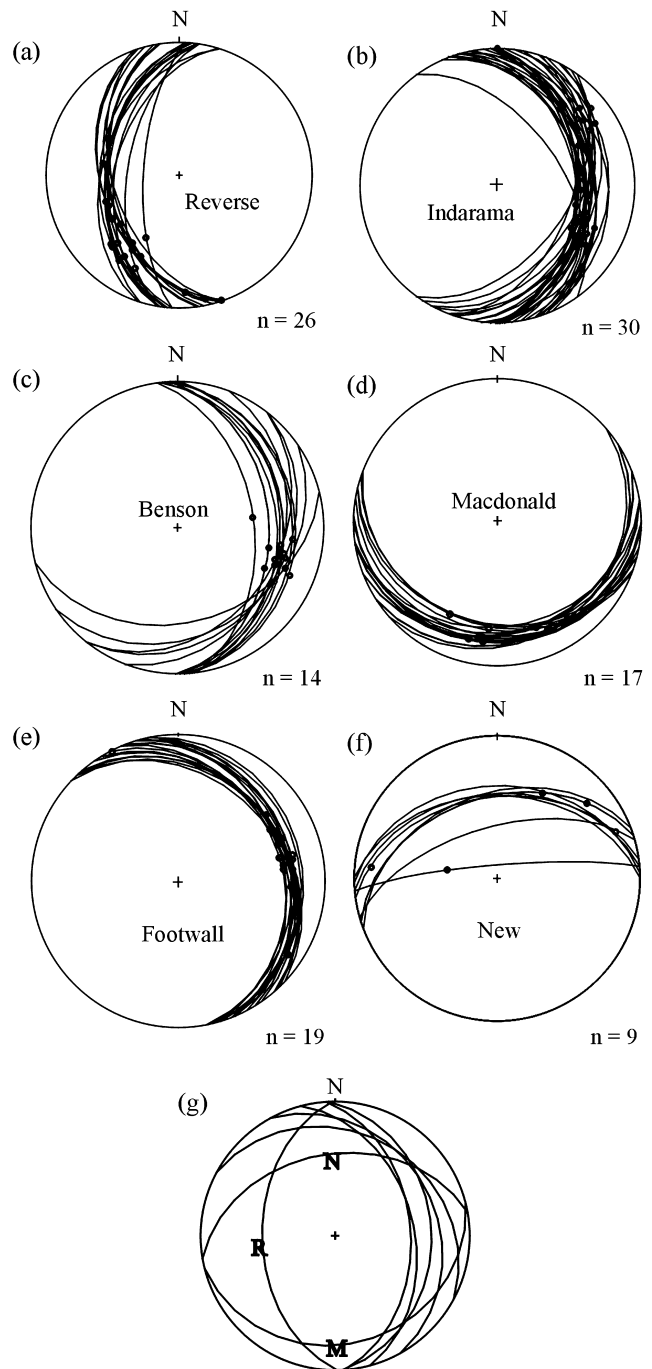 N
(a)
Reverse
n = 26
(b)
Indarama
n = 30
N
(c)
Benson
n = 14
N
(d)
Macdonald
n = 17
N
(e)
Footwall
n = 19
N
(f)
New
n = 9
(g)
N
N
R
M